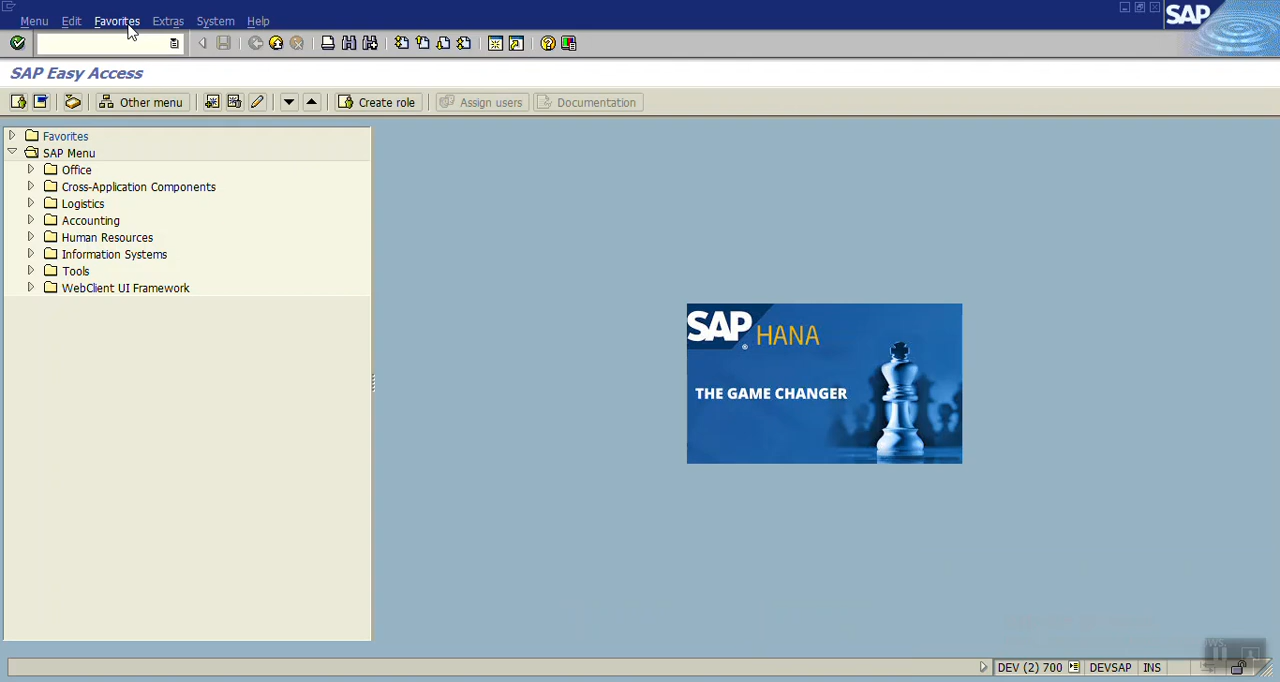 Menu Edit Favorites Extras System Help
SAP
SAP Easy Access
Other menu Create role Assign users Documentation
Favorites
SAP Menu
Office
Cross-Application Components
Logistics
Accounting
Human Resources
Information Systems
Tools
WebClient UI Framework
SAP® HANA
THE GAME CHANGER
DEV (2) 700 DEVSAP INS